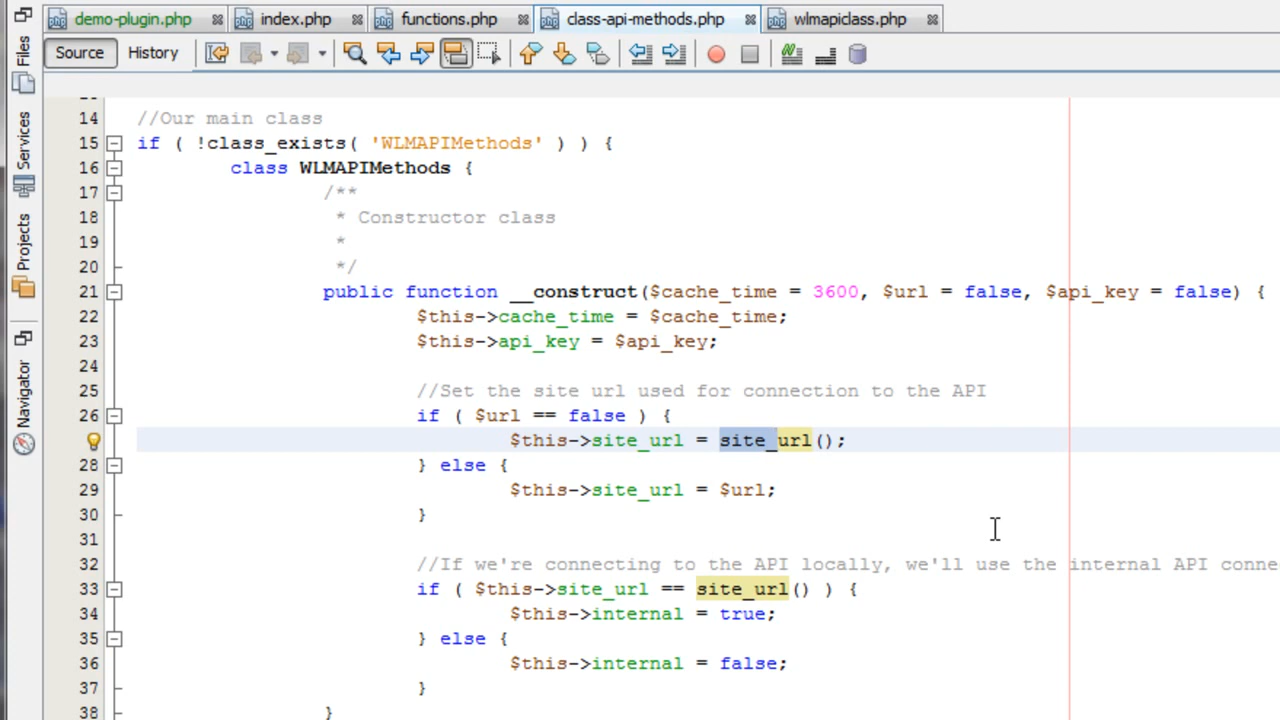 demo-plugin.php index.php functions.php class-api-methods.php wlmapiclass.php
Source History
Files
Services
Projects
Navigator
14 //Our main class
15 if ( !class_exists( 'WLMAPIMethods' ) ) {
16 class WLMAPIMethods {
17 /**
18 * Constructor class
19 *
20 */
21 public function __construct($cache_time = 3600, $url = false, $api_key = false) {
22 $this->cache_time = $cache_time;
23 $this->api_key = $api_key;
24
25 //Set the site url used for connection to the API
26 if ( $url == false ) {
$this->site_url = site_url();
28 } else {
29 $this->site_url = $url;
30 }
31
32 //If we're connecting to the API locally, we'll use the internal API conne
33 if ( $this->site_url == site_url() ) {
34 $this->internal = true;
35 } else {
36 $this->internal = false;
37 }
38 }